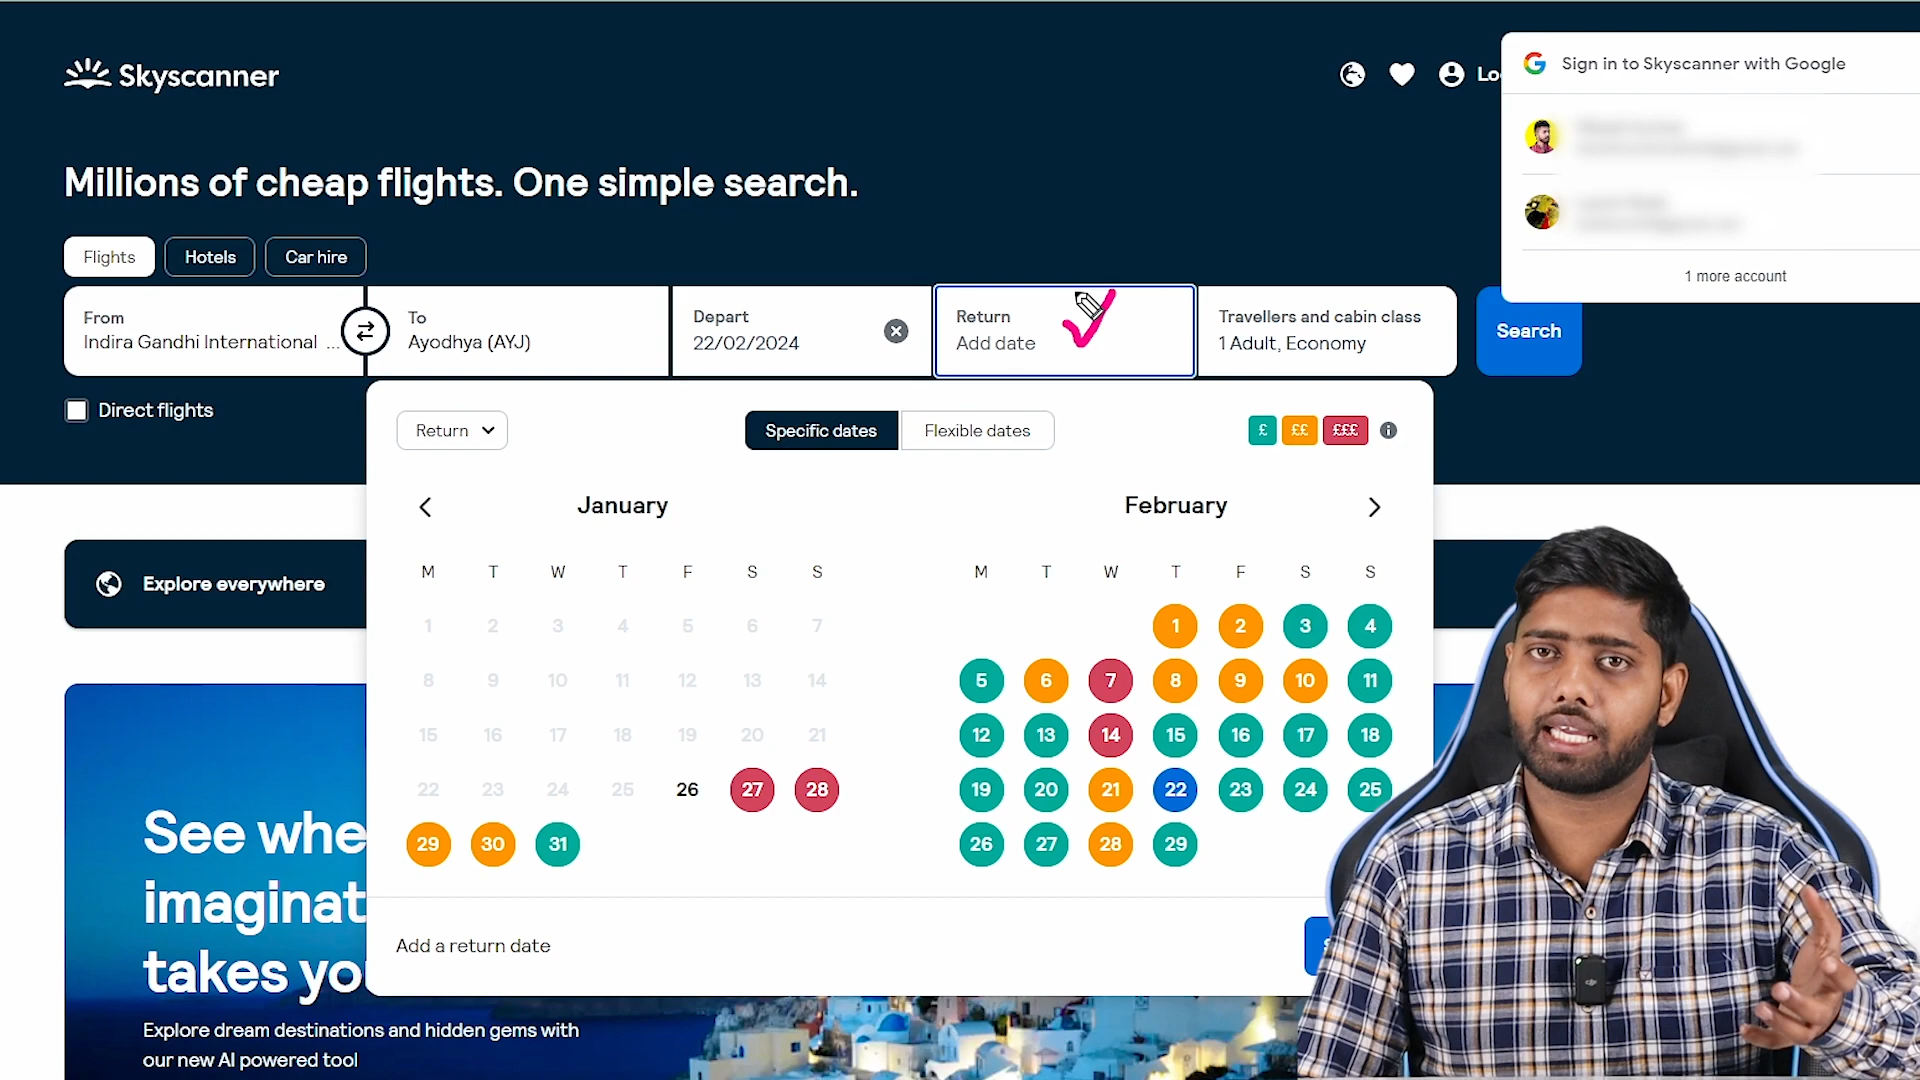 Skyscanner
Lo
Sign in to Skyscanner with Google
1 more account
Millions of cheap flights. One simple search.
Flights
Hotels
Car hire
From
Indira Gandhi International ...
To
Ayodhya (AYJ)
Depart
22/02/2024
Return
Add date
Travellers and cabin class
1 Adult, Economy
Search
Direct flights
Return
Specific dates
Flexible dates
£
££
£££
January
M T W T F S S
1 2 3 4 5 6 7
8 9 10 11 12 13 14
15 16 17 18 19 20 21
22 23 24 25 26 27 28
29 30 31
February
M T W T F S S
1 2 3 4
5 6 7 8 9 10 11
12 13 14 15 16 17 18
19 20 21 22 23 24 25
26 27 28 29
Add a return date
Explore everywhere
See whe
imaginat
takes yo
Explore dream destinations and hidden gems with
our new AI powered tool